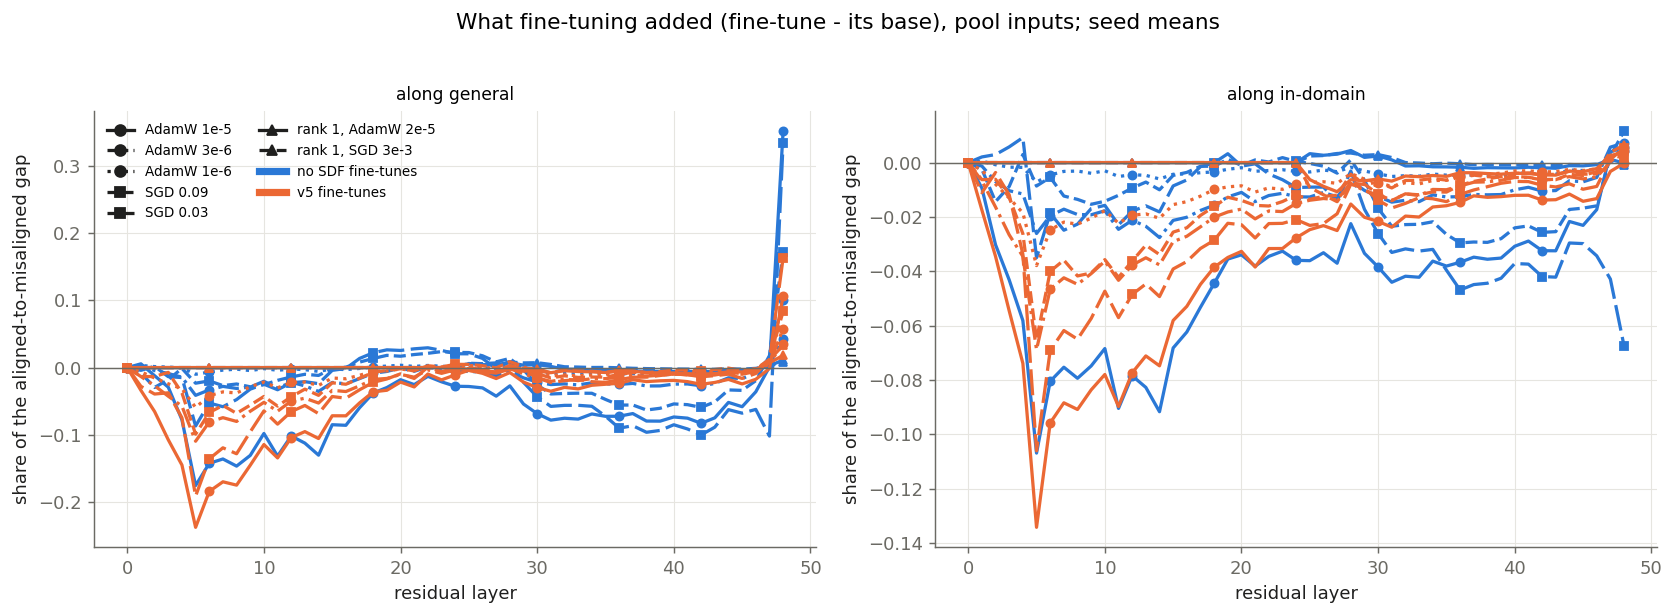 What fine-tuning added (fine-tune - its base), pool inputs; seed means
along general
share of the aligned-to-misaligned gap
0.3
0.2
0.1
0.0
−0.1
−0.2
AdamW 1e-5
AdamW 3e-6
AdamW 1e-6
SGD 0.09
SGD 0.03
rank 1, AdamW 2e-5
rank 1, SGD 3e-3
no SDF fine-tunes
v5 fine-tunes
0 10 20 30 40 50
residual layer
along in-domain
share of the aligned-to-misaligned gap
0.00
−0.02
−0.04
−0.06
−0.08
−0.10
−0.12
−0.14
0 10 20 30 40 50
residual layer